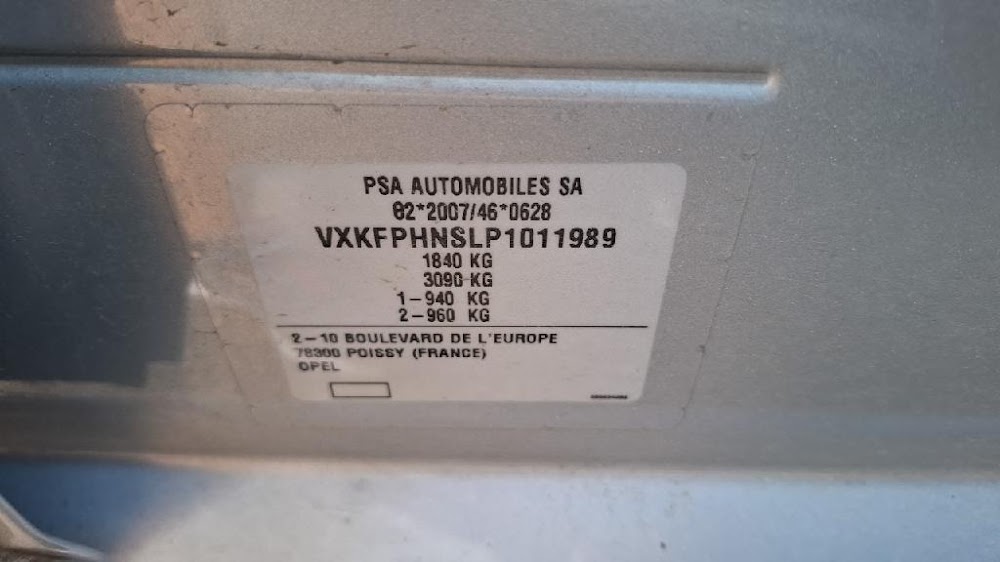 PSA AUTOMOBILES SA
02*2007/46*0628
VXKFPHNSLP1011989
1840 KG
3090 KG
1-940 KG
2-960 KG
2-10 BOULEVARD DE L'EUROPE
78300 POISSY (FRANCE)
OPEL